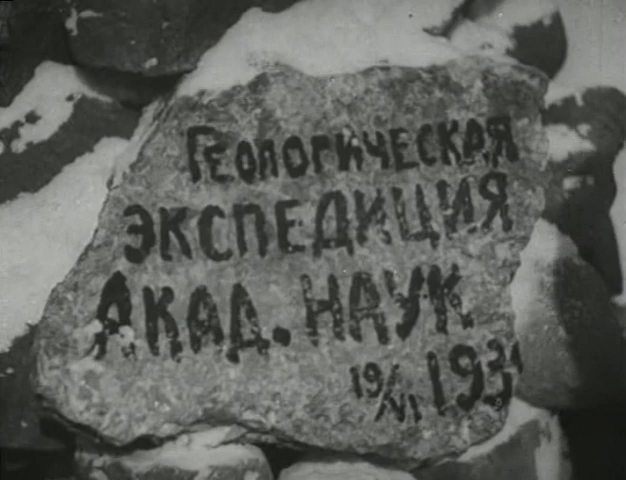 Геологическая
экспедиция
Акад. наук
19/VI 1931